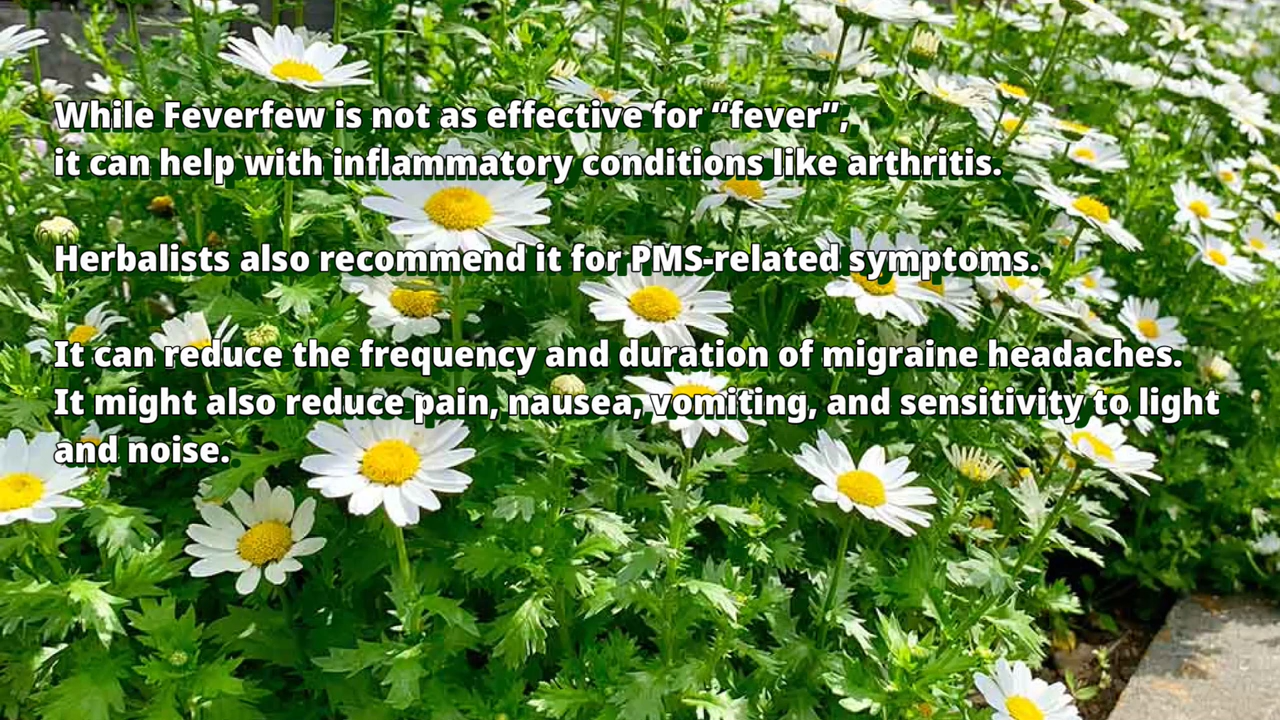 While Feverfew is not as effective for “fever”,
it can help with inflammatory conditions like arthritis.
Herbalists also recommend it for PMS-related symptoms.
It can reduce the frequency and duration of migraine headaches.
It might also reduce pain, nausea, vomiting, and sensitivity to light
and noise.